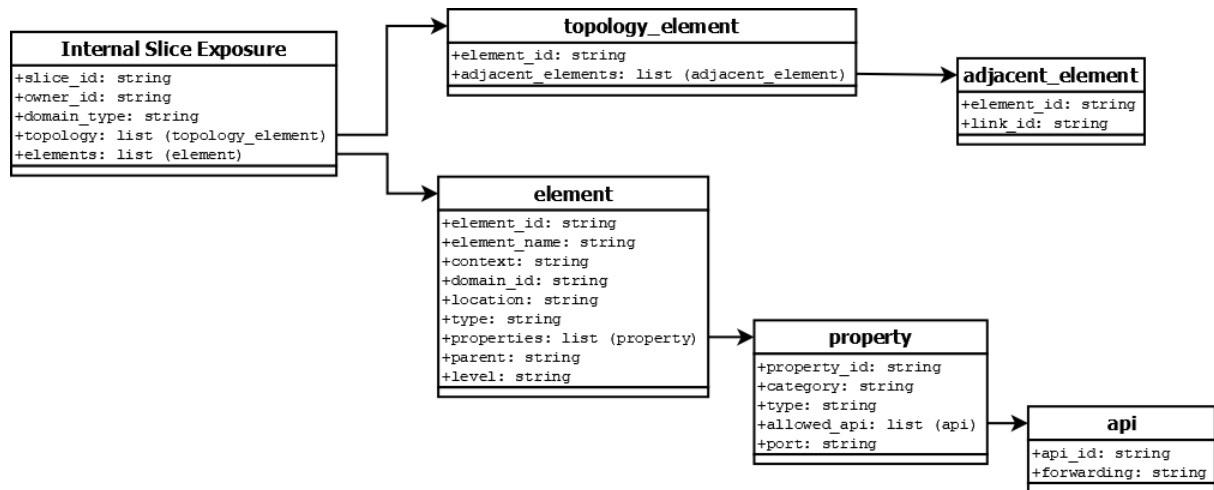 Internal Slice Exposure
+slice_id: string
+owner_id: string
+domain_type: string
+topology: list (topology_element)
+elements: list (element)
topology_element
+element_id: string
+adjacent_elements: list (adjacent_element)
adjacent_element
+element_id: string
+link_id: string
element
+element_id: string
+element_name: string
+context: string
+domain_id: string
+location: string
+type: string
+properties: list (property)
+parent: string
+level: string
property
+property_id: string
+category: string
+type: string
+allowed_api: list (api)
+port: string
api
+api_id: string
+forwarding: string